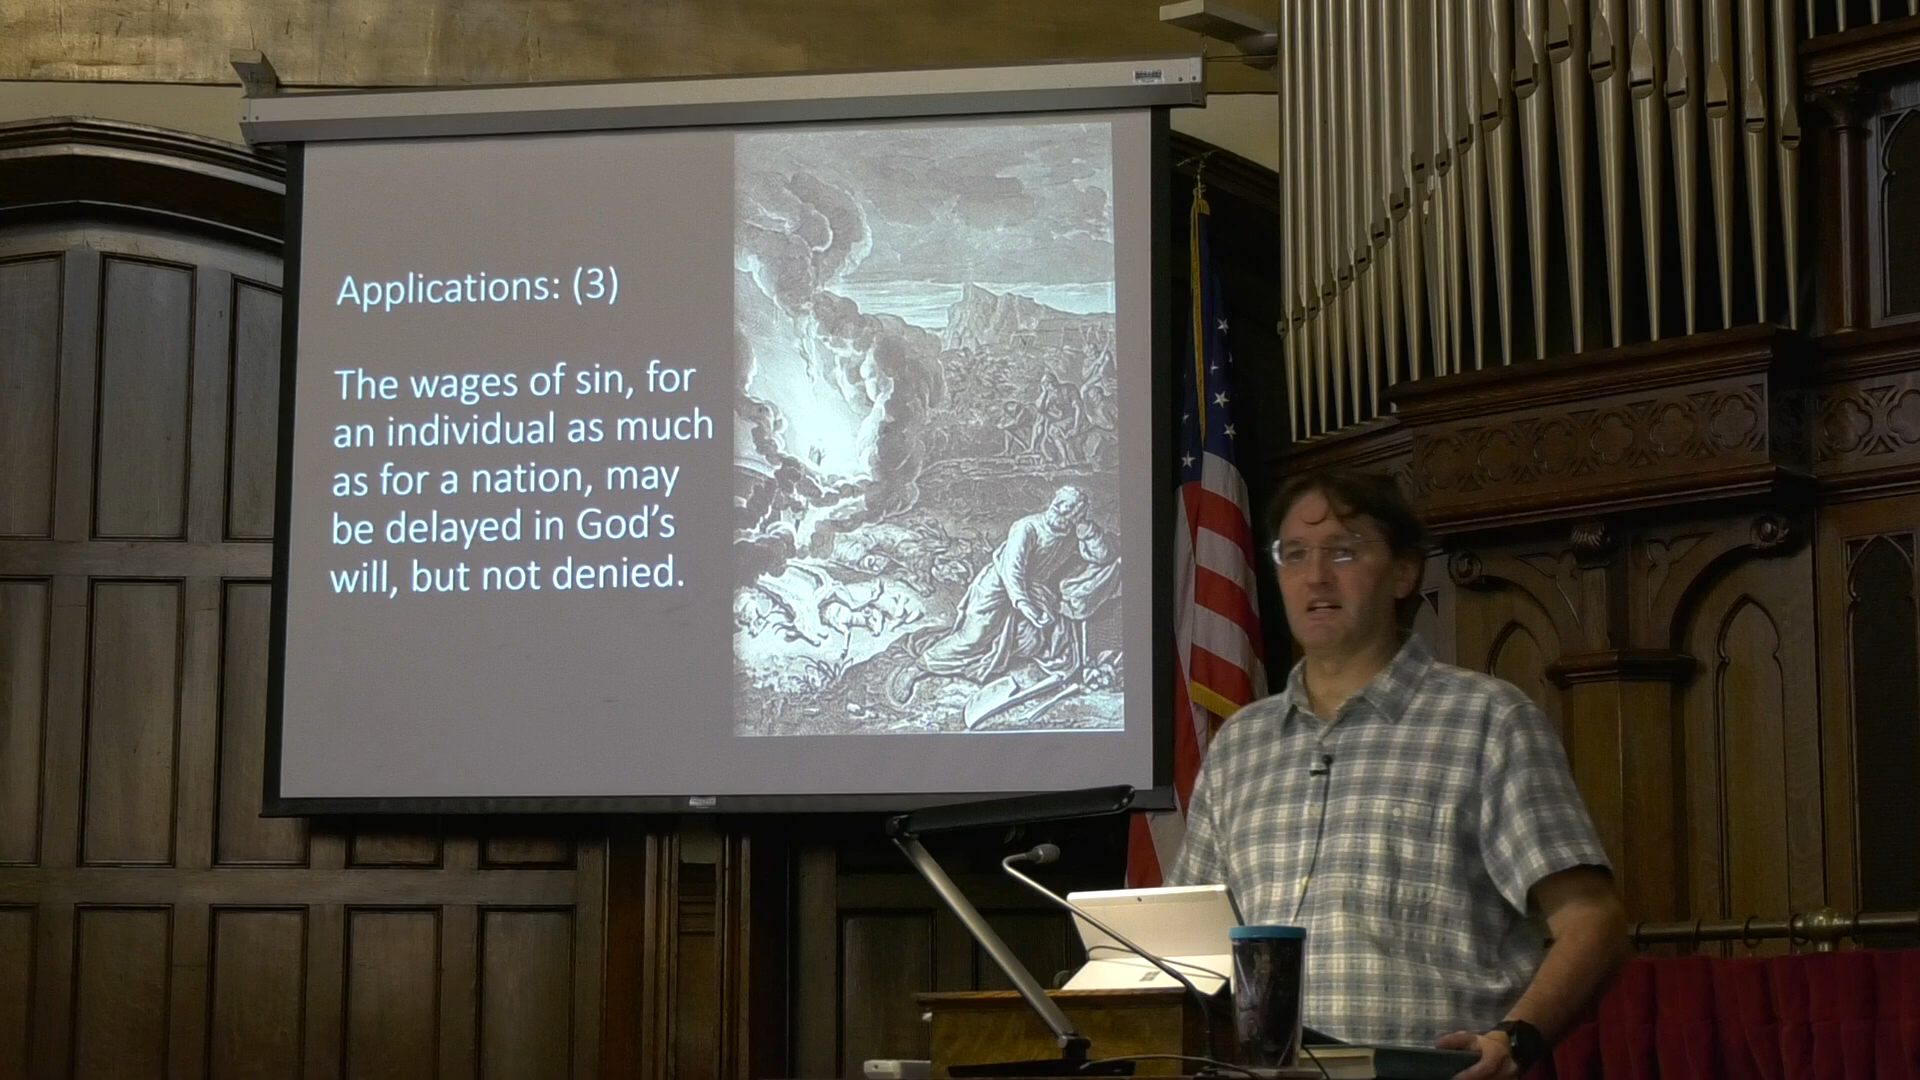 Applications: (3)
The wages of sin, for
an individual as much
as for a nation, may
be delayed in God's
will, but not denied.